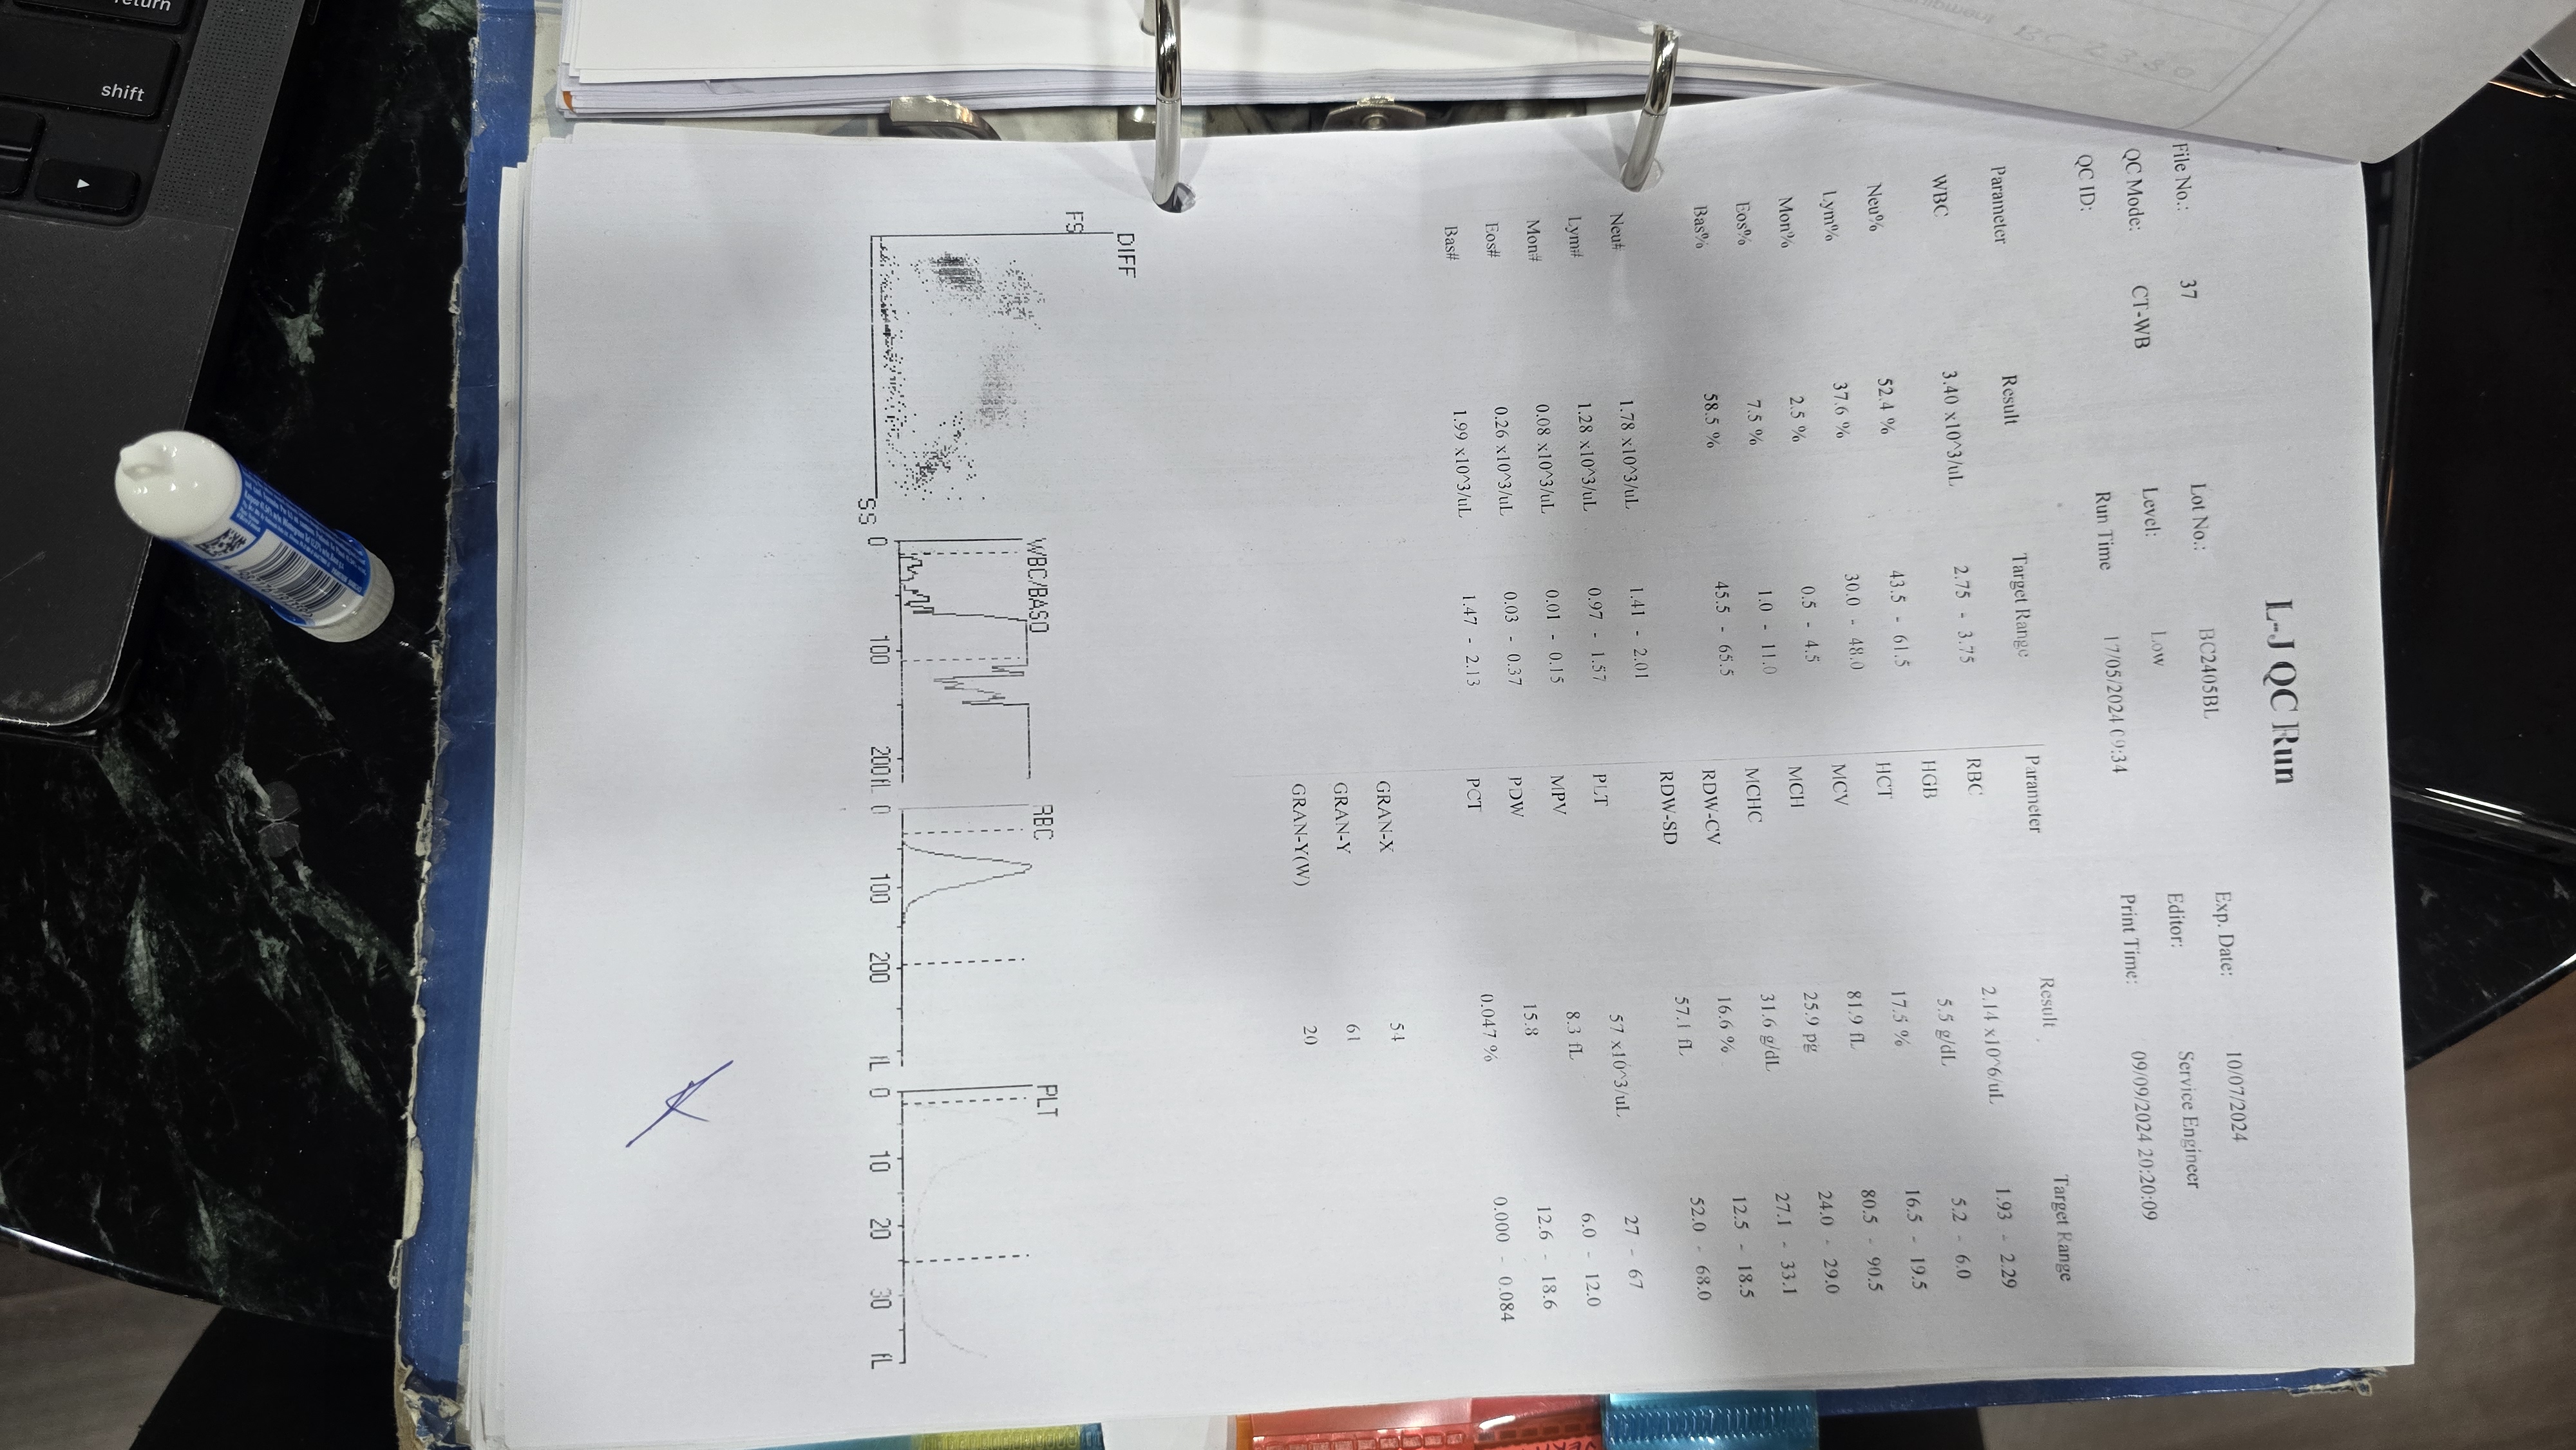 L-J QC Run
File No.: 37 Lot No.: BC2405BL Exp. Date: 10/07/2024
QC Mode: CT-WB Level: Low Editor: Service Engineer
QC ID: Run Time 17/05/2024 09:34 Print Time: 09/09/2024 20:20:09
Parameter Result Target Range Parameter Result Target Range
WBC 3.40 x10^3/uL 2.75 - 3.75 RBC 2.14 x10^6/uL 1.93 - 2.29
HGB 5.5 g/dL 5.2 - 6.0
Neu% 52.4 % 43.5 - 61.5 HCT 17.5 % 16.5 - 19.5
Lym% 37.6 % 30.0 - 48.0 MCV 81.9 fL 80.5 - 90.5
Mon% 2.5 % 0.5 - 4.5 MCH 25.9 pg 24.0 - 29.0
Eos% 7.5 % 1.0 - 11.0 MCHC 31.6 g/dL 27.1 - 33.1
Bas% 58.5 % 45.5 - 65.5 RDW-CV 16.6 % 12.5 - 18.5
RDW-SD 57.1 fL 52.0 - 68.0
Neu# 1.78 x10^3/uL 1.41 - 2.01
Lym# 1.28 x10^3/uL 0.97 - 1.57 PLT 57 x10^3/uL 27 - 67
Mon# 0.08 x10^3/uL 0.01 - 0.15 MPV 8.3 fL 6.0 - 12.0
Eos# 0.26 x10^3/uL 0.03 - 0.37 PDW 15.8 12.6 - 18.6
Bas# 1.99 x10^3/uL 1.47 - 2.13 PCT 0.047 % 0.000 - 0.084
GRAN-X 54
GRAN-Y 61
GRAN-Y(W) 20
DIFF
FS
WBC/BASO RBC PLT
SS 0 100 200 fL 0 100 200 fL 0 10 20 30 fL
shift
return